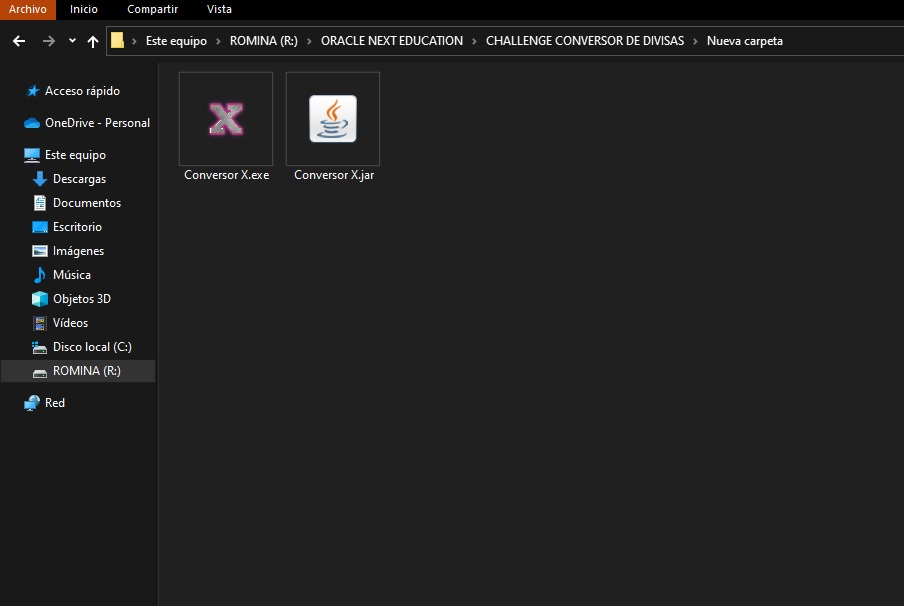 Archivo Inicio Compartir Vista
Este equipo > ROMINA (R:) > ORACLE NEXT EDUCATION > CHALLENGE CONVERSOR DE DIVISAS > Nueva carpeta
Acceso rápido
OneDrive - Personal
Este equipo
Descargas
Documentos
Escritorio
Imágenes
Música
Objetos 3D
Vídeos
Disco local (C:)
ROMINA (R:)
Red
X
Conversor X.exe Conversor X.jar